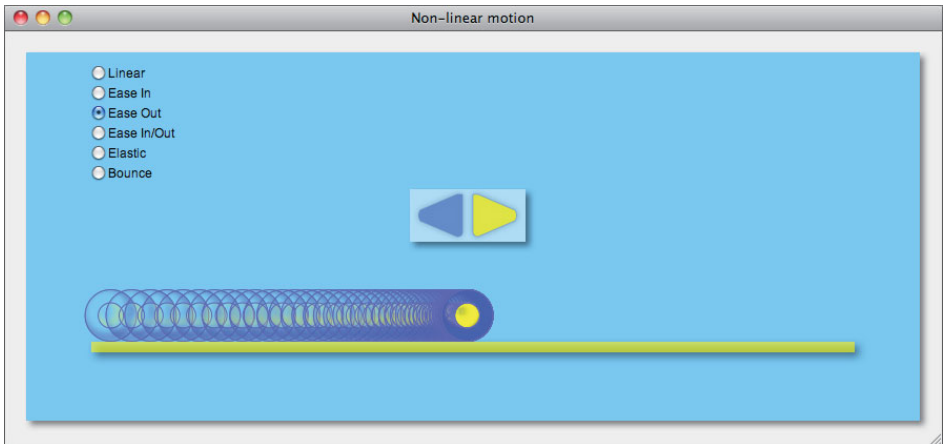 Non-linear motion
Linear
Ease In
Ease Out
Ease In/Out
Elastic
Bounce